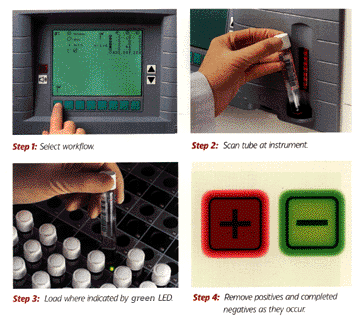 Step 1: Select workflow.
Step 2: Scan tube at instrument.
Step 3: Load where indicated by green LED.
Step 4: Remove positives and completed
negatives as they occur.